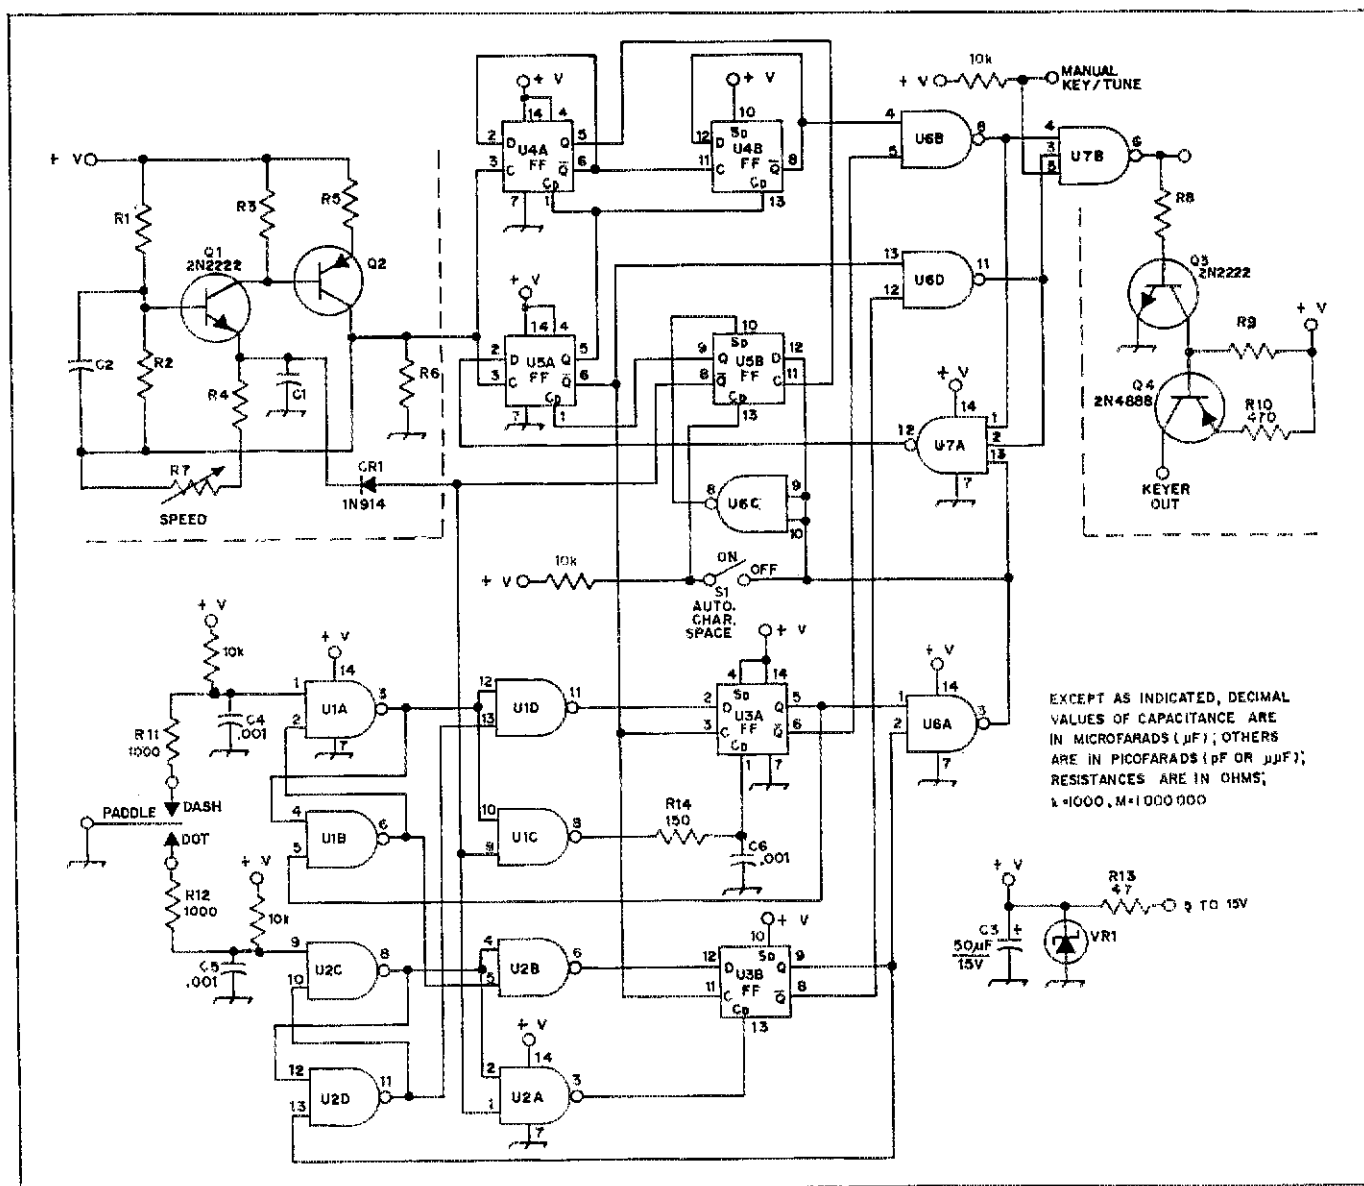 10k
+ V
MANUAL
KEY/TUNE
+ V
+ V
14 4
2 D Q 5
U4A
FF
3 C Q̄ 6
CD
7 1
10
SD
12 D
U4B
FF
11 C Q̄ 8
CD
13
4
5
U6B
8
4
3
5
U7B
6
R8
+ V
R1
R3
R5
Q1
2N2222
Q2
C2
R2
R4
C1
R6
R7
SPEED
CR1
1N914
+ V
14 4
2 D Q 5
U5A
FF
3 C Q̄ 6
CD
7 1
10
SD
9 Q D 12
U5B
FF
8 Q̄ C 11
CD
13
13
12
U6D
11
Q3
2N2222
+ V
R9
Q4
2N4888
R10
470
KEYER
OUT
+ V
14
12
U7A
1
2
13
7
8
U6C
9
10
10k
+ V
ON
OFF
S1
AUTO.
CHAR.
SPACE
+ V
10k
+ V
14
1
2
U1A
3
7
C4
.001
R11
1000
PADDLE
DASH
DOT
R12
1000
+ V
10k
C5
.001
4
5
U1B
6
12
13
U1D
11
10
9
U1C
8
R14
150
C6
.001
+ V
4 14
SD
2 D Q 5
U3A
FF
3 C Q̄ 6
CD
1 7
+ V
14
1
2
U6A
3
7
EXCEPT AS INDICATED, DECIMAL
VALUES OF CAPACITANCE ARE
IN MICROFARADS (µF); OTHERS
ARE IN PICOFARADS (pF OR µµF);
RESISTANCES ARE IN OHMS;
k=1000, M=1000000
9
10
U2C
8
4
5
U2B
6
+ V
10
SD
12 D Q 9
U3B
FF
11 C Q̄ 8
CD
13
12
13
U2D
11
+ V
14
2
1
U2A
3
7
+ V
R13
47
5 TO 15V
C3
+
50µF
15V
VR1